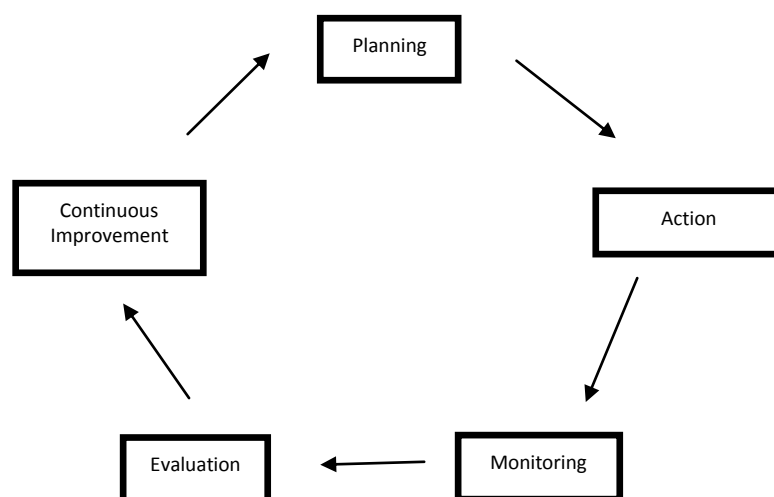 Planning
Action
Monitoring
Evaluation
Continuous
Improvement